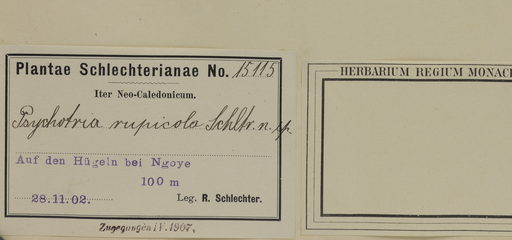 Plantae Schlechterianae No. 15115
Iter Neo-Caledonicum.
Psychotria rupicola Schltr. n. sp.
Auf den Hügeln bei Ngoye
100 m
28.11.02. Leg. R. Schlechter.
Zugegangen IV. 1907.
HERBARIUM REGIUM MONAC